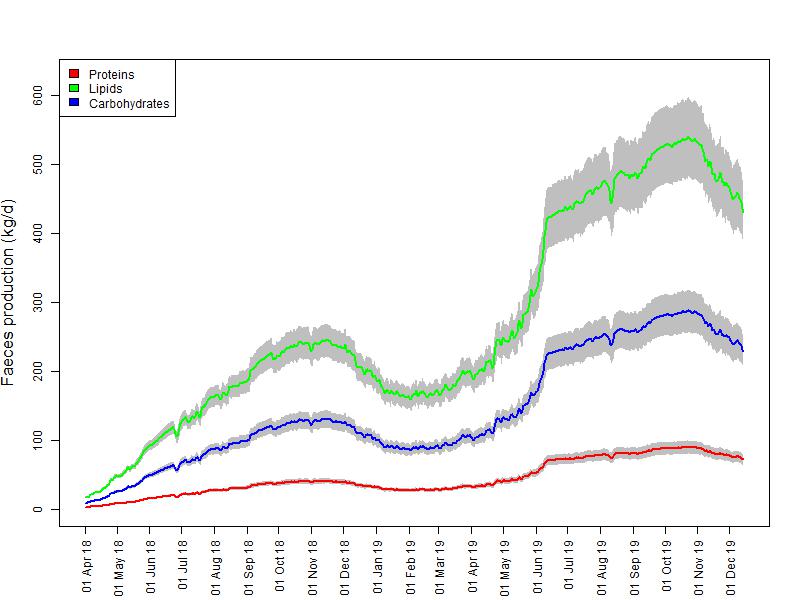 Proteins
Lipids
Carbohydrates
Faeces production (kg/d)
600
500
400
300
200
100
0
01 Apr 18
01 May 18
01 Jun 18
01 Jul 18
01 Aug 18
01 Sep 18
01 Oct 18
01 Nov 18
01 Dec 18
01 Jan 19
01 Feb 19
01 Mar 19
01 Apr 19
01 May 19
01 Jun 19
01 Jul 19
01 Aug 19
01 Sep 19
01 Oct 19
01 Nov 19
01 Dec 19